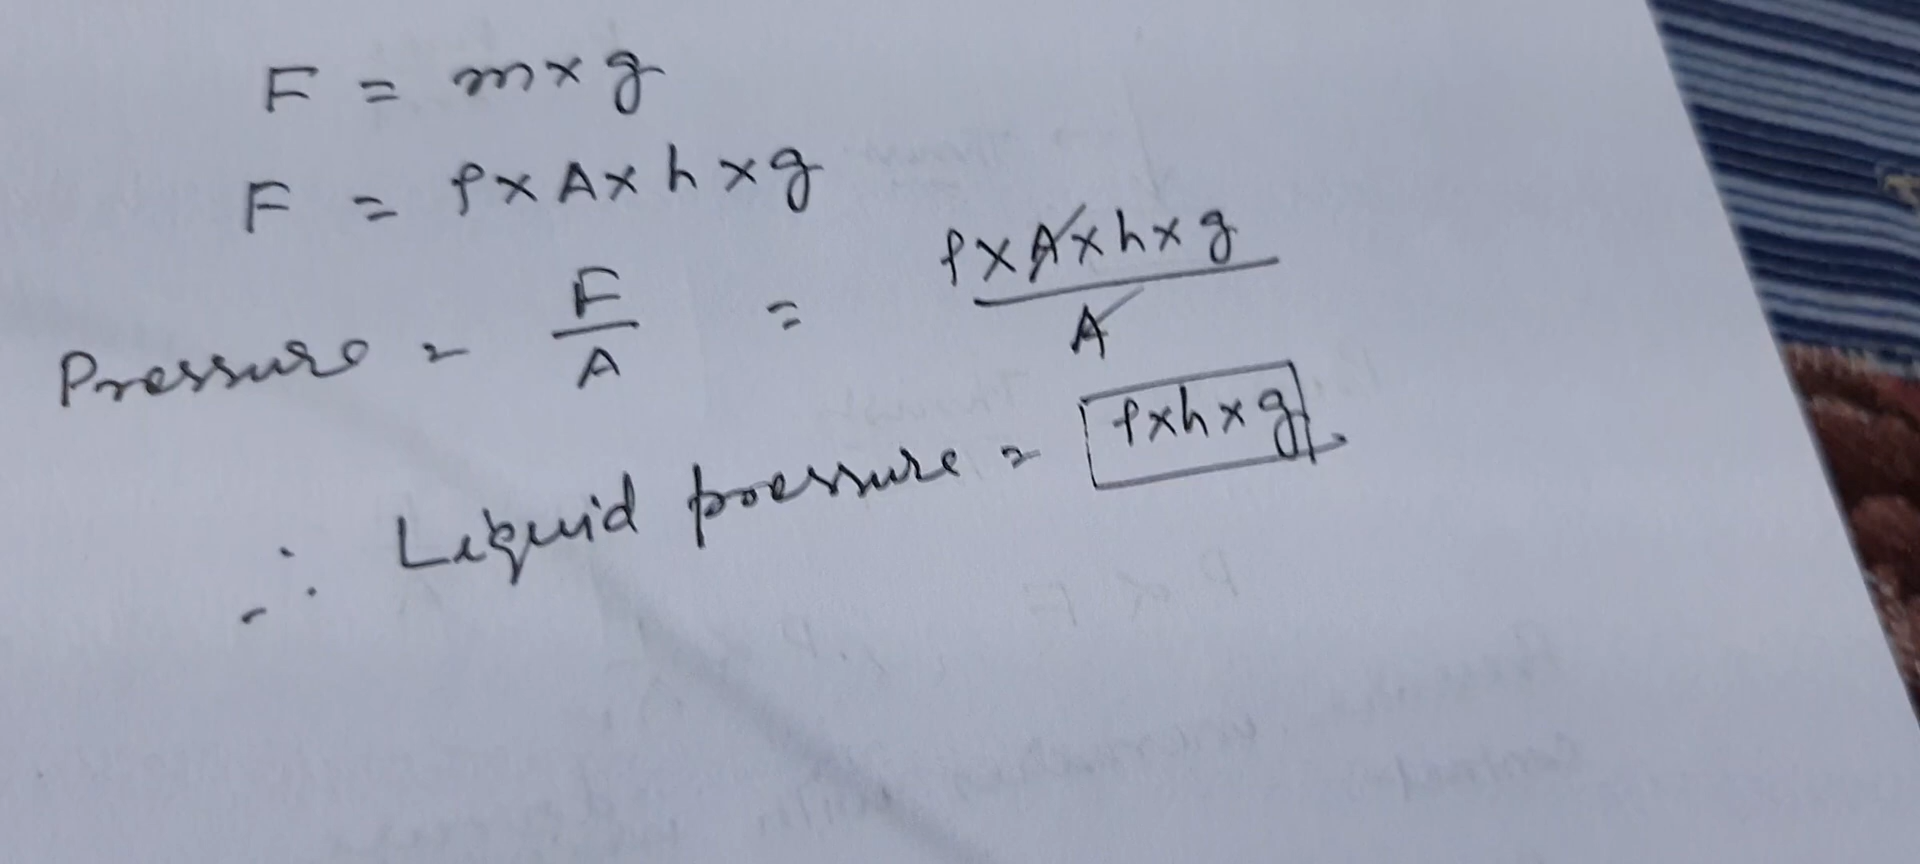 F = m × g
F = ρ × A × h × g
Pressure = F/A = ρ × A × h × g / A
∴ Liquid pressure = ρ × h × g